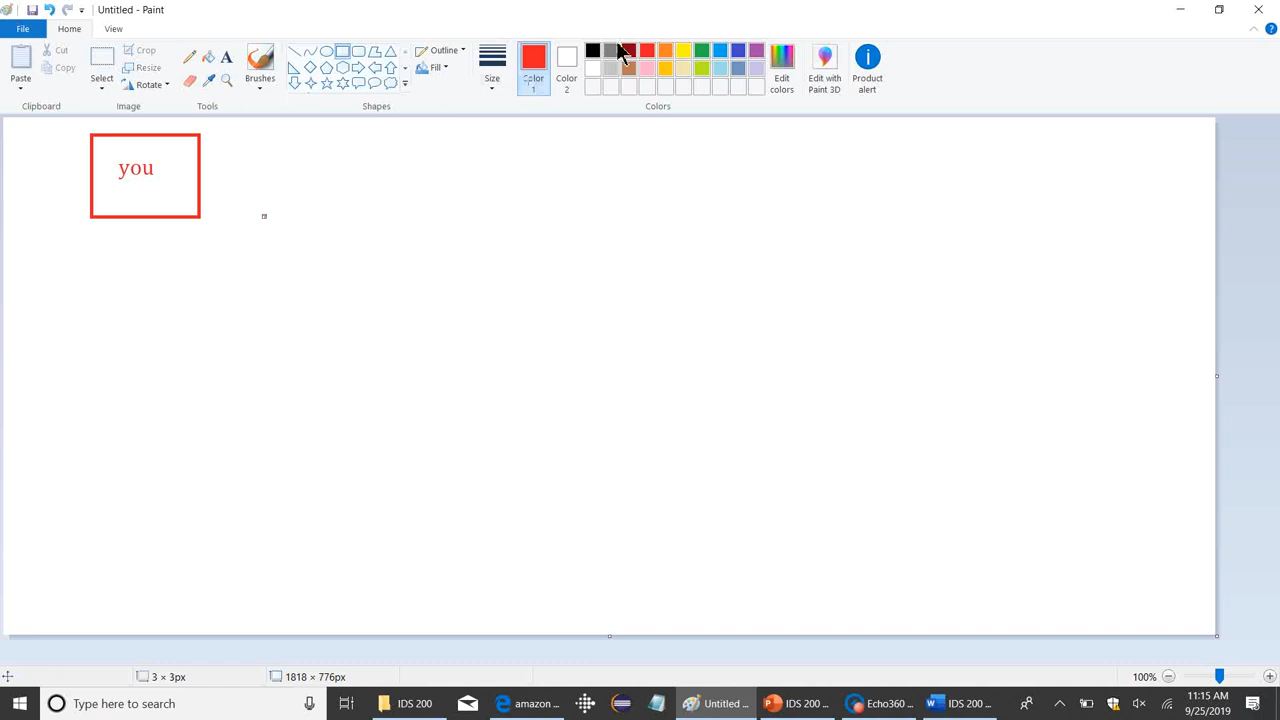 Untitled - Paint
File Home View
Paste
Cut
Copy
Clipboard
Select
Crop
Resize
Rotate
Image
Tools
Brushes
Shapes
Outline
Fill
Size
Color 1
Color 2
Colors
Edit colors
Edit with Paint 3D
Product alert
you
3 × 3px
1818 × 776px
100%
Type here to search
IDS 200
amazon ...
Untitled ...
IDS 200 ...
Echo360 ...
IDS 200 ...
11:15 AM
9/25/2019